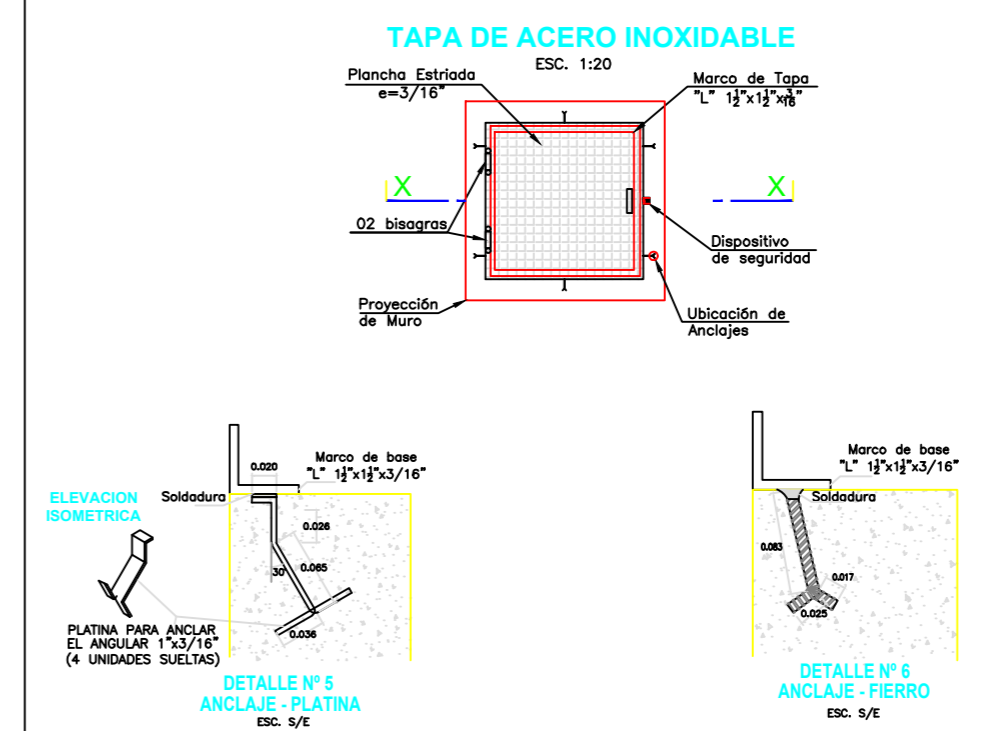 TAPA DE ACERO INOXIDABLE
ESC. 1:20
Plancha Estriada
e=3/16"
Marco de Tapa
"L" 1½"x1½"x3/16"
X
X
02 bisagras
Dispositivo
de seguridad
Proyección
de Muro
Ubicación de
Anclajes
Marco de base
"L" 1½"x1½"x3/16"
0.020
Soldadura
ELEVACION
ISOMETRICA
0.026
30°
0.065
0.036
PLATINA PARA ANCLAR
EL ANGULAR 1"x3/16"
(4 UNIDADES SUELTAS)
DETALLE Nº 5
ANCLAJE - PLATINA
ESC. S/E
Marco de base
"L" 1½"x1½"x3/16"
Soldadura
0.083
0.017
0.025
DETALLE Nº 6
ANCLAJE - FIERRO
ESC. S/E